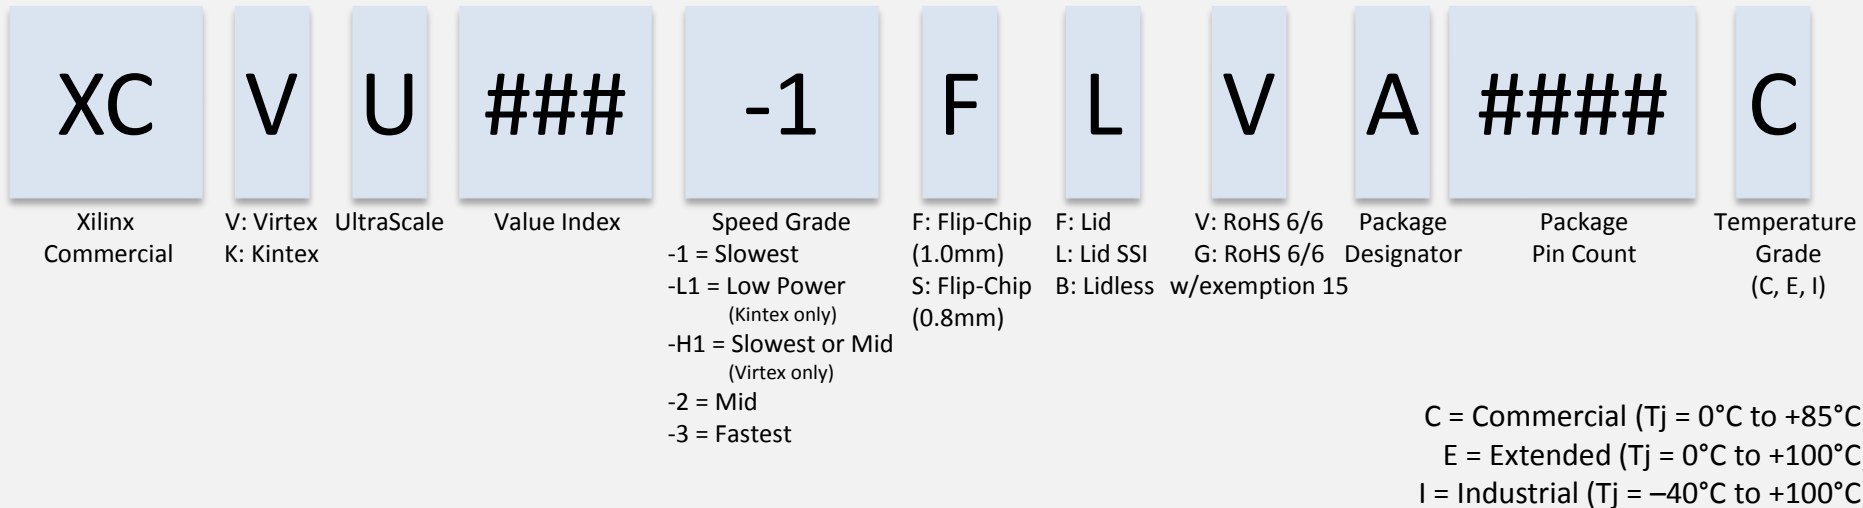 XC V U ### -1 F L V A #### C
Xilinx
Commercial
V: Virtex
K: Kintex
UltraScale
Value Index
Speed Grade
-1 = Slowest
-L1 = Low Power
(Kintex only)
-H1 = Slowest or Mid
(Virtex only)
-2 = Mid
-3 = Fastest
F: Flip-Chip
(1.0mm)
S: Flip-Chip
(0.8mm)
F: Lid
L: Lid SSI
B: Lidless
V: RoHS 6/6
G: RoHS 6/6
w/exemption 15
Package
Designator
Package
Pin Count
Temperature
Grade
(C, E, I)
C = Commercial (Tj = 0°C to +85°C
E = Extended (Tj = 0°C to +100°C
I = Industrial (Tj = –40°C to +100°C